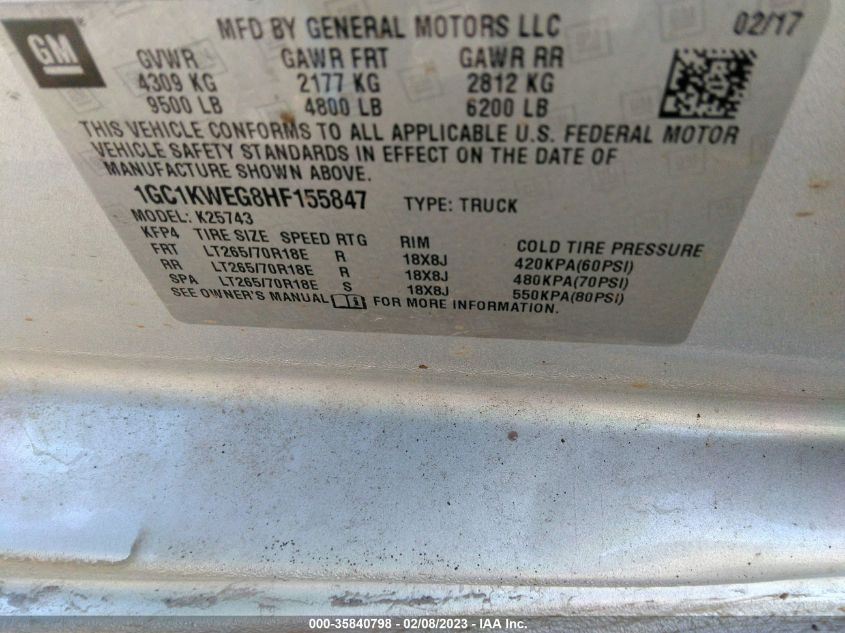 GM
MFD BY GENERAL MOTORS LLC 02/17
GVWR GAWR FRT GAWR RR
4309 KG 2177 KG 2812 KG
9500 LB 4800 LB 6200 LB
THIS VEHICLE CONFORMS TO ALL APPLICABLE U.S. FEDERAL MOTOR
VEHICLE SAFETY STANDARDS IN EFFECT ON THE DATE OF
MANUFACTURE SHOWN ABOVE.
1GC1KWEG8HF155847 TYPE: TRUCK
MODEL: K25743
KFP4 TIRE SIZE SPEED RTG RIM COLD TIRE PRESSURE
FRT LT265/70R18E R 18X8J 420KPA(60PSI)
RR LT265/70R18E R 18X8J 480KPA(70PSI)
SPA LT265/70R18E S 18X8J 550KPA(80PSI)
SEE OWNER'S MANUAL FOR MORE INFORMATION.
000-35840798 - 02/08/2023 - IAA Inc.